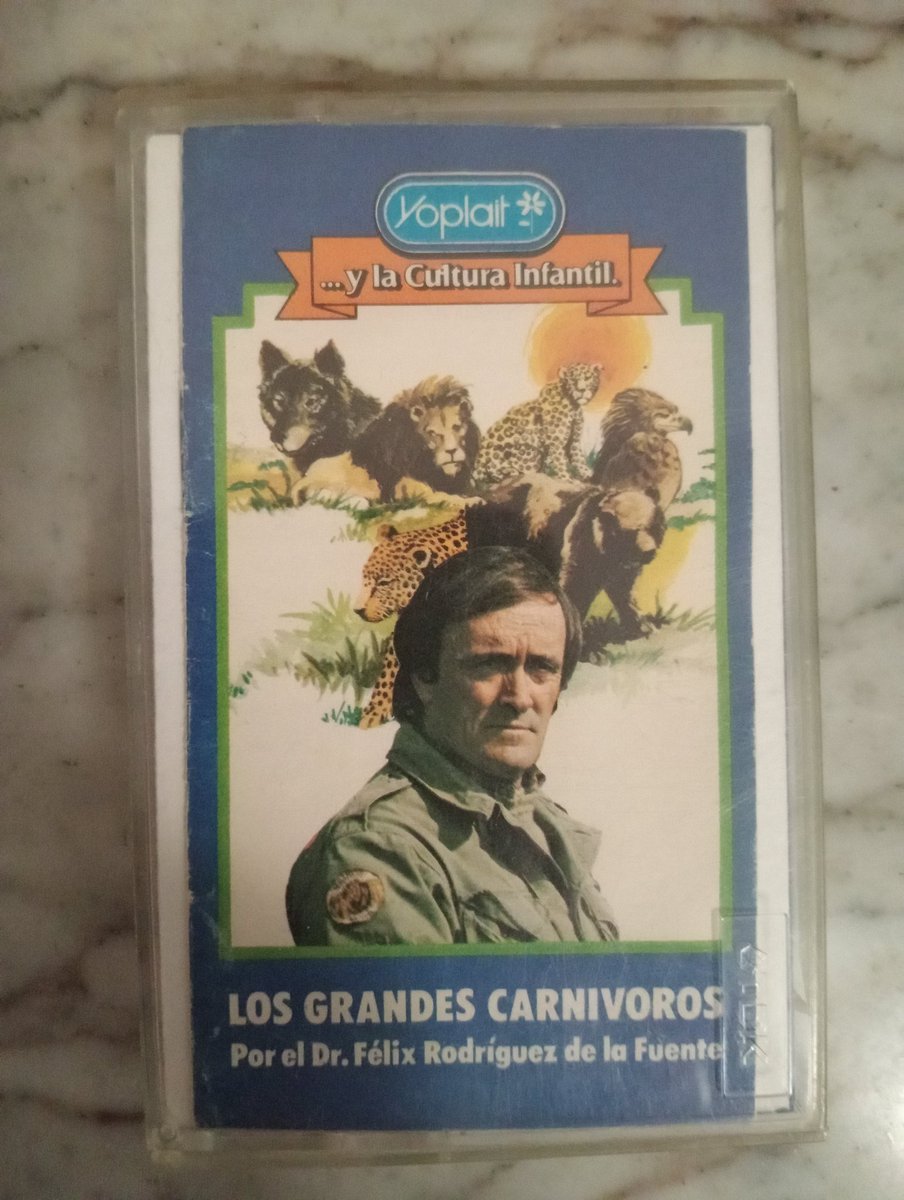 Yoplait
...y la Cultura Infantil.
LOS GRANDES CARNIVOROS
Por el Dr. Félix Rodríguez de la Fuente